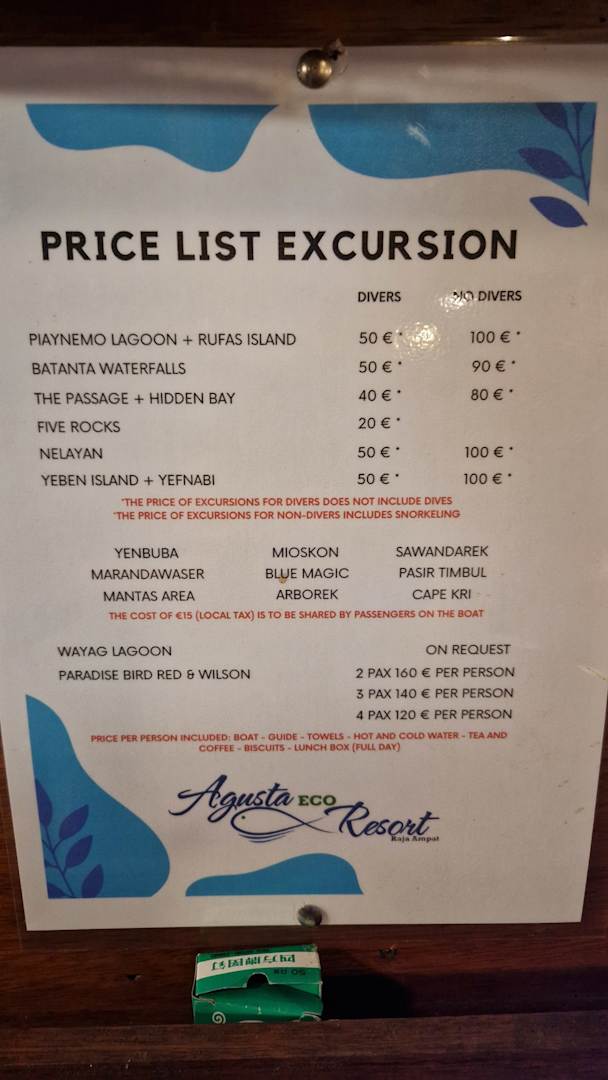 PRICE LIST EXCURSION
DIVERS NO DIVERS
PIAYNEMO LAGOON + RUFAS ISLAND 50 € * 100 € *
BATANTA WATERFALLS 50 € * 90 € *
THE PASSAGE + HIDDEN BAY 40 € * 80 € *
FIVE ROCKS 20 € *
NELAYAN 50 € * 100 € *
YEBEN ISLAND + YEFNABI 50 € * 100 € *
*THE PRICE OF EXCURSIONS FOR DIVERS DOES NOT INCLUDE DIVES
*THE PRICE OF EXCURSIONS FOR NON-DIVERS INCLUDES SNORKELING
YENBUBA MIOSKON SAWANDAREK
MARANDAWASER BLUE MAGIC PASIR TIMBUL
MANTAS AREA ARBOREK CAPE KRI
THE COST OF €15 (LOCAL TAX) IS TO BE SHARED BY PASSENGERS ON THE BOAT
WAYAG LAGOON ON REQUEST
PARADISE BIRD RED & WILSON 2 PAX 160 € PER PERSON
3 PAX 140 € PER PERSON
4 PAX 120 € PER PERSON
PRICE PER PERSON INCLUDED: BOAT - GUIDE - TOWELS - HOT AND COLD WATER - TEA AND
COFFEE - BISCUITS - LUNCH BOX (FULL DAY)
Agusta ECO
Resort
Raja Ampat